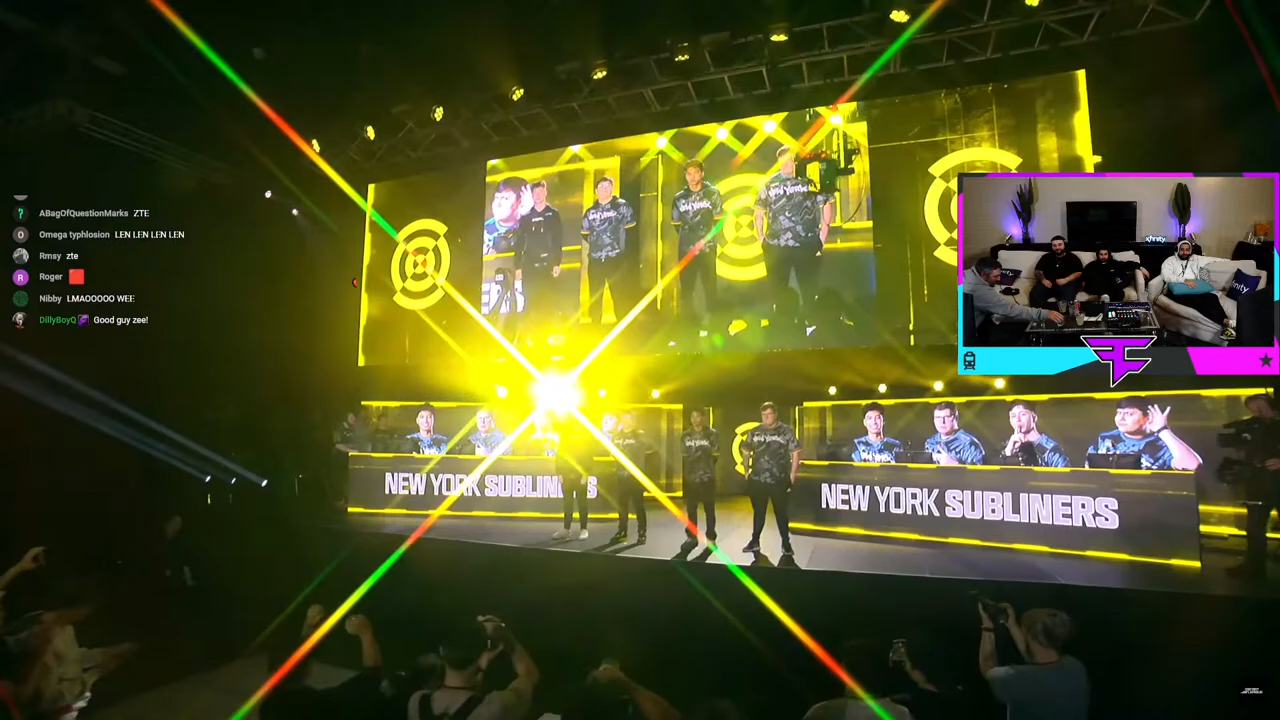 ABagOfQuestionMarks ZTE
Omega typhlosion LEN LEN LEN LEN
Rmsy zte
Roger
Nibby LMAOOOOO WEE
DillyBoyQ Good guy zee!
xfinity
NEW YORK SUBLINERS
NEW YORK SUBLINERS